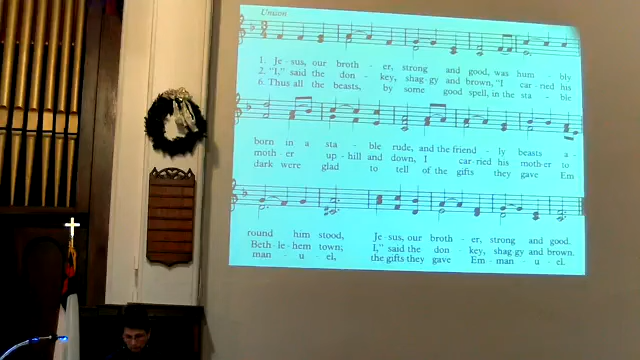 Unison
1. Je - sus, our broth - er, strong and good, was hum - bly
2. "I," said the don - key, shag - gy and brown, "I car - ried his
6. Thus all the beasts, by some good spell, in the sta - ble
born in a sta - ble rude, and the friend - ly beasts a -
moth - er up - hill and down, I car - ried his moth - er to
dark were glad to tell of the gifts they gave Em -
round him stood, Je - sus, our broth - er, strong and good.
Beth - le - hem town; I," said the don - key, shag - gy and brown.
man - u - el, the gifts they gave Em - man - u - el.